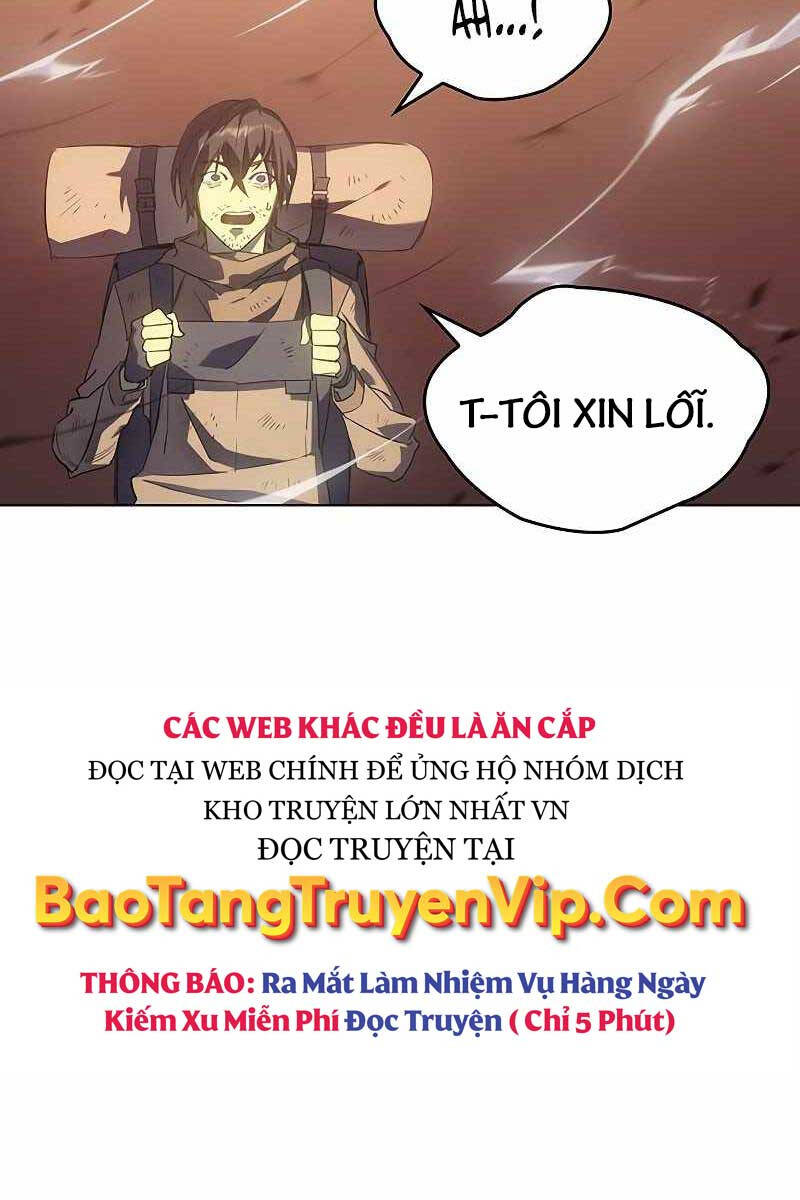 AH...!
T-TÔI XIN LỖI.
CÁC WEB KHÁC ĐỀU LÀ ĂN CẮP
ĐỌC TẠI WEB CHÍNH ĐỂ ỦNG HỘ NHÓM DỊCH
KHO TRUYỆN LỚN NHẤT VN
ĐỌC TRUYỆN TẠI
BaoTangTruyenVip.Com
THÔNG BÁO: Ra Mắt Làm Nhiệm Vụ Hàng Ngày
Kiếm Xu Miễn Phí Đọc Truyện ( Chỉ 5 Phút)